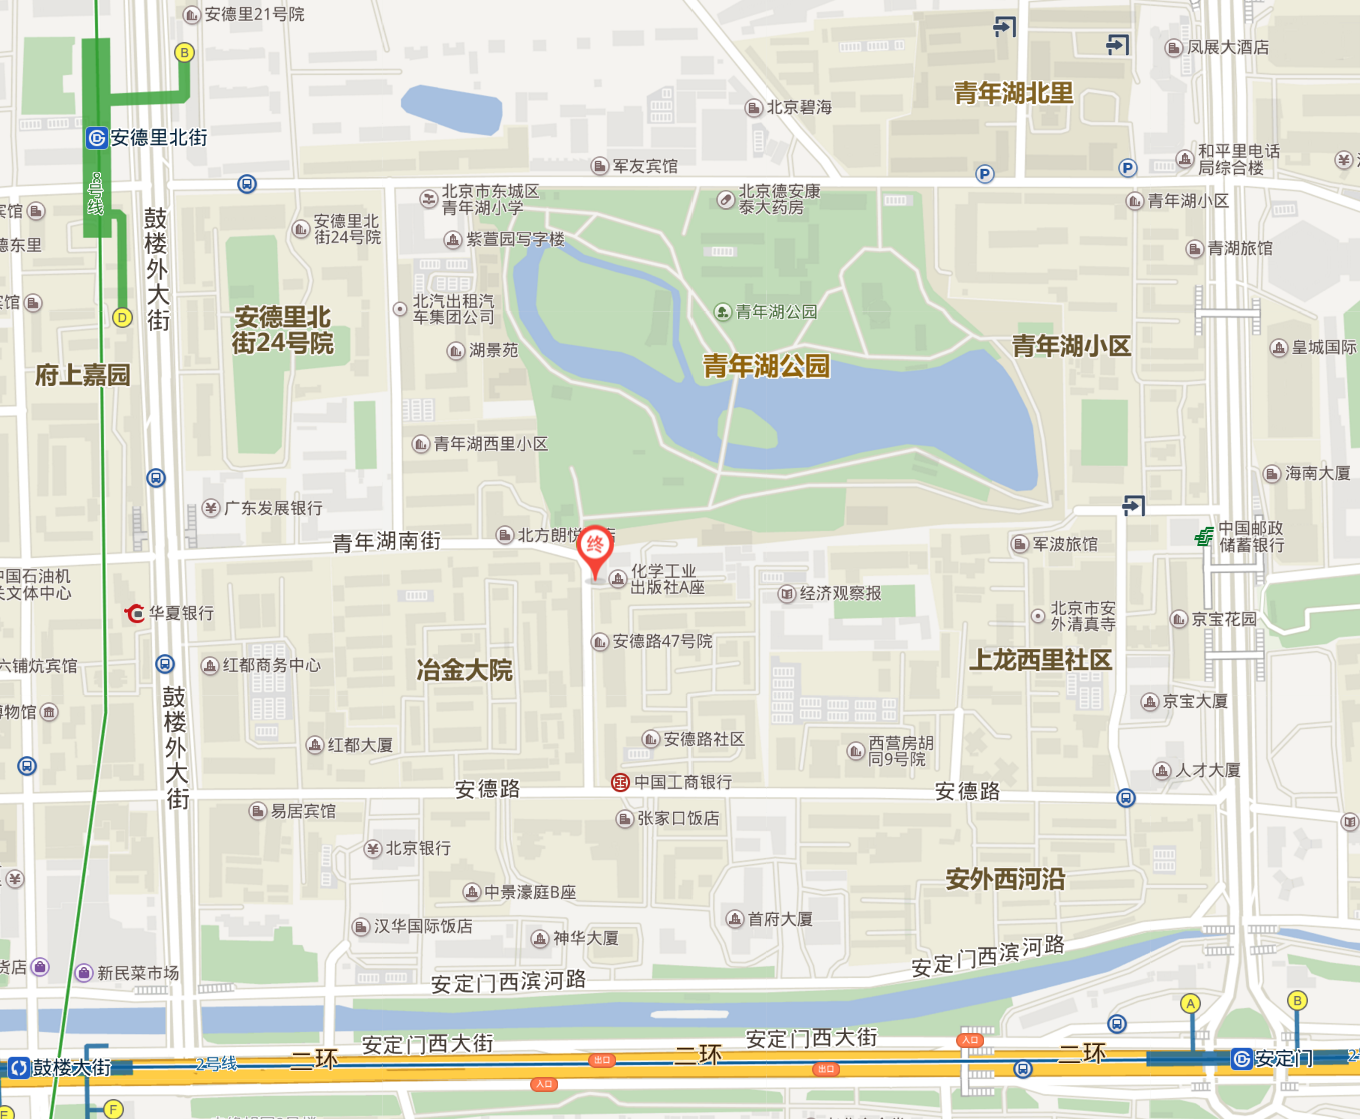 安德里21号院
B
凤展大酒店
青年湖北里
北京碧海
安德里北街
和平里电话
局综合楼
军友宾馆
P
P
8号线
北京市东城区
青年湖小学
北京德安康
泰大药房
青年湖小区
宾馆
鼓楼外大街
安德里北
街24号院
紫萱园写字楼
德东里
青湖旅馆
宾馆
D
北汽出租汽
车集团公司
青年湖公园
安德里北
街24号院
湖景苑
青年湖小区
皇城国际
府上嘉园
青年湖公园
青年湖西里小区
海南大厦
广东发展银行
北方朗悦
店
终
青年湖南街
军波旅馆
中国邮政
储蓄银行
中国石油机
关文体中心
化学工业
出版社A座
经济观察报
华夏银行
北京市安
外清真寺
京宝花园
安德路47号院
六铺炕宾馆
红都商务中心
冶金大院
上龙西里社区
博物馆
鼓楼外大街
京宝大厦
红都大厦
安德路社区
西营房胡
同9号院
人才大厦
安德路
中国工商银行
安德路
易居宾馆
张家口饭店
北京银行
安外西河沿
中景濠庭B座
首府大厦
汉华国际饭店
神华大厦
货店
新民菜市场
安定门西滨河路
安定门西滨河路
A
B
安定门西大街
安定门西大街
入口
鼓楼大街
2号线
二环
出口
二环
出口
二环
安定门
2
入口
E
F